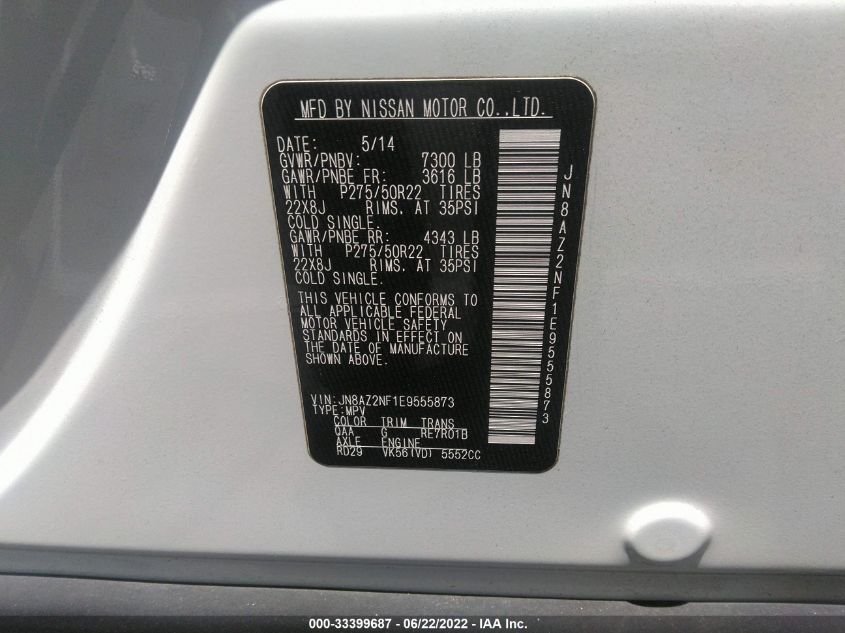 MFD BY NISSAN MOTOR CO.,LTD.
DATE: 5/14
GVWR/PNBV: 7300 LB
GAWR/PNBE FR: 3616 LB
WITH P275/50R22 TIRES
22X8J RIMS. AT 35PSI
COLD SINGLE.
GAWR/PNBE RR: 4343 LB
WITH P275/50R22 TIRES
22X8J RIMS. AT 35PSI
COLD SINGLE.
THIS VEHICLE CONFORMS TO
ALL APPLICABLE FEDERAL
MOTOR VEHICLE SAFETY
STANDARDS IN EFFECT ON
THE DATE OF MANUFACTURE
SHOWN ABOVE.
VIN:JN8AZ2NF1E9555873
TYPE:MPV
COLOR TRIM TRANS
QAA G RE7R01B
AXLE ENGINE
RD29 VK56(VD) 5552CC
JN8AZ2NF1E9555873
000-33399687 - 06/22/2022 - IAA Inc.